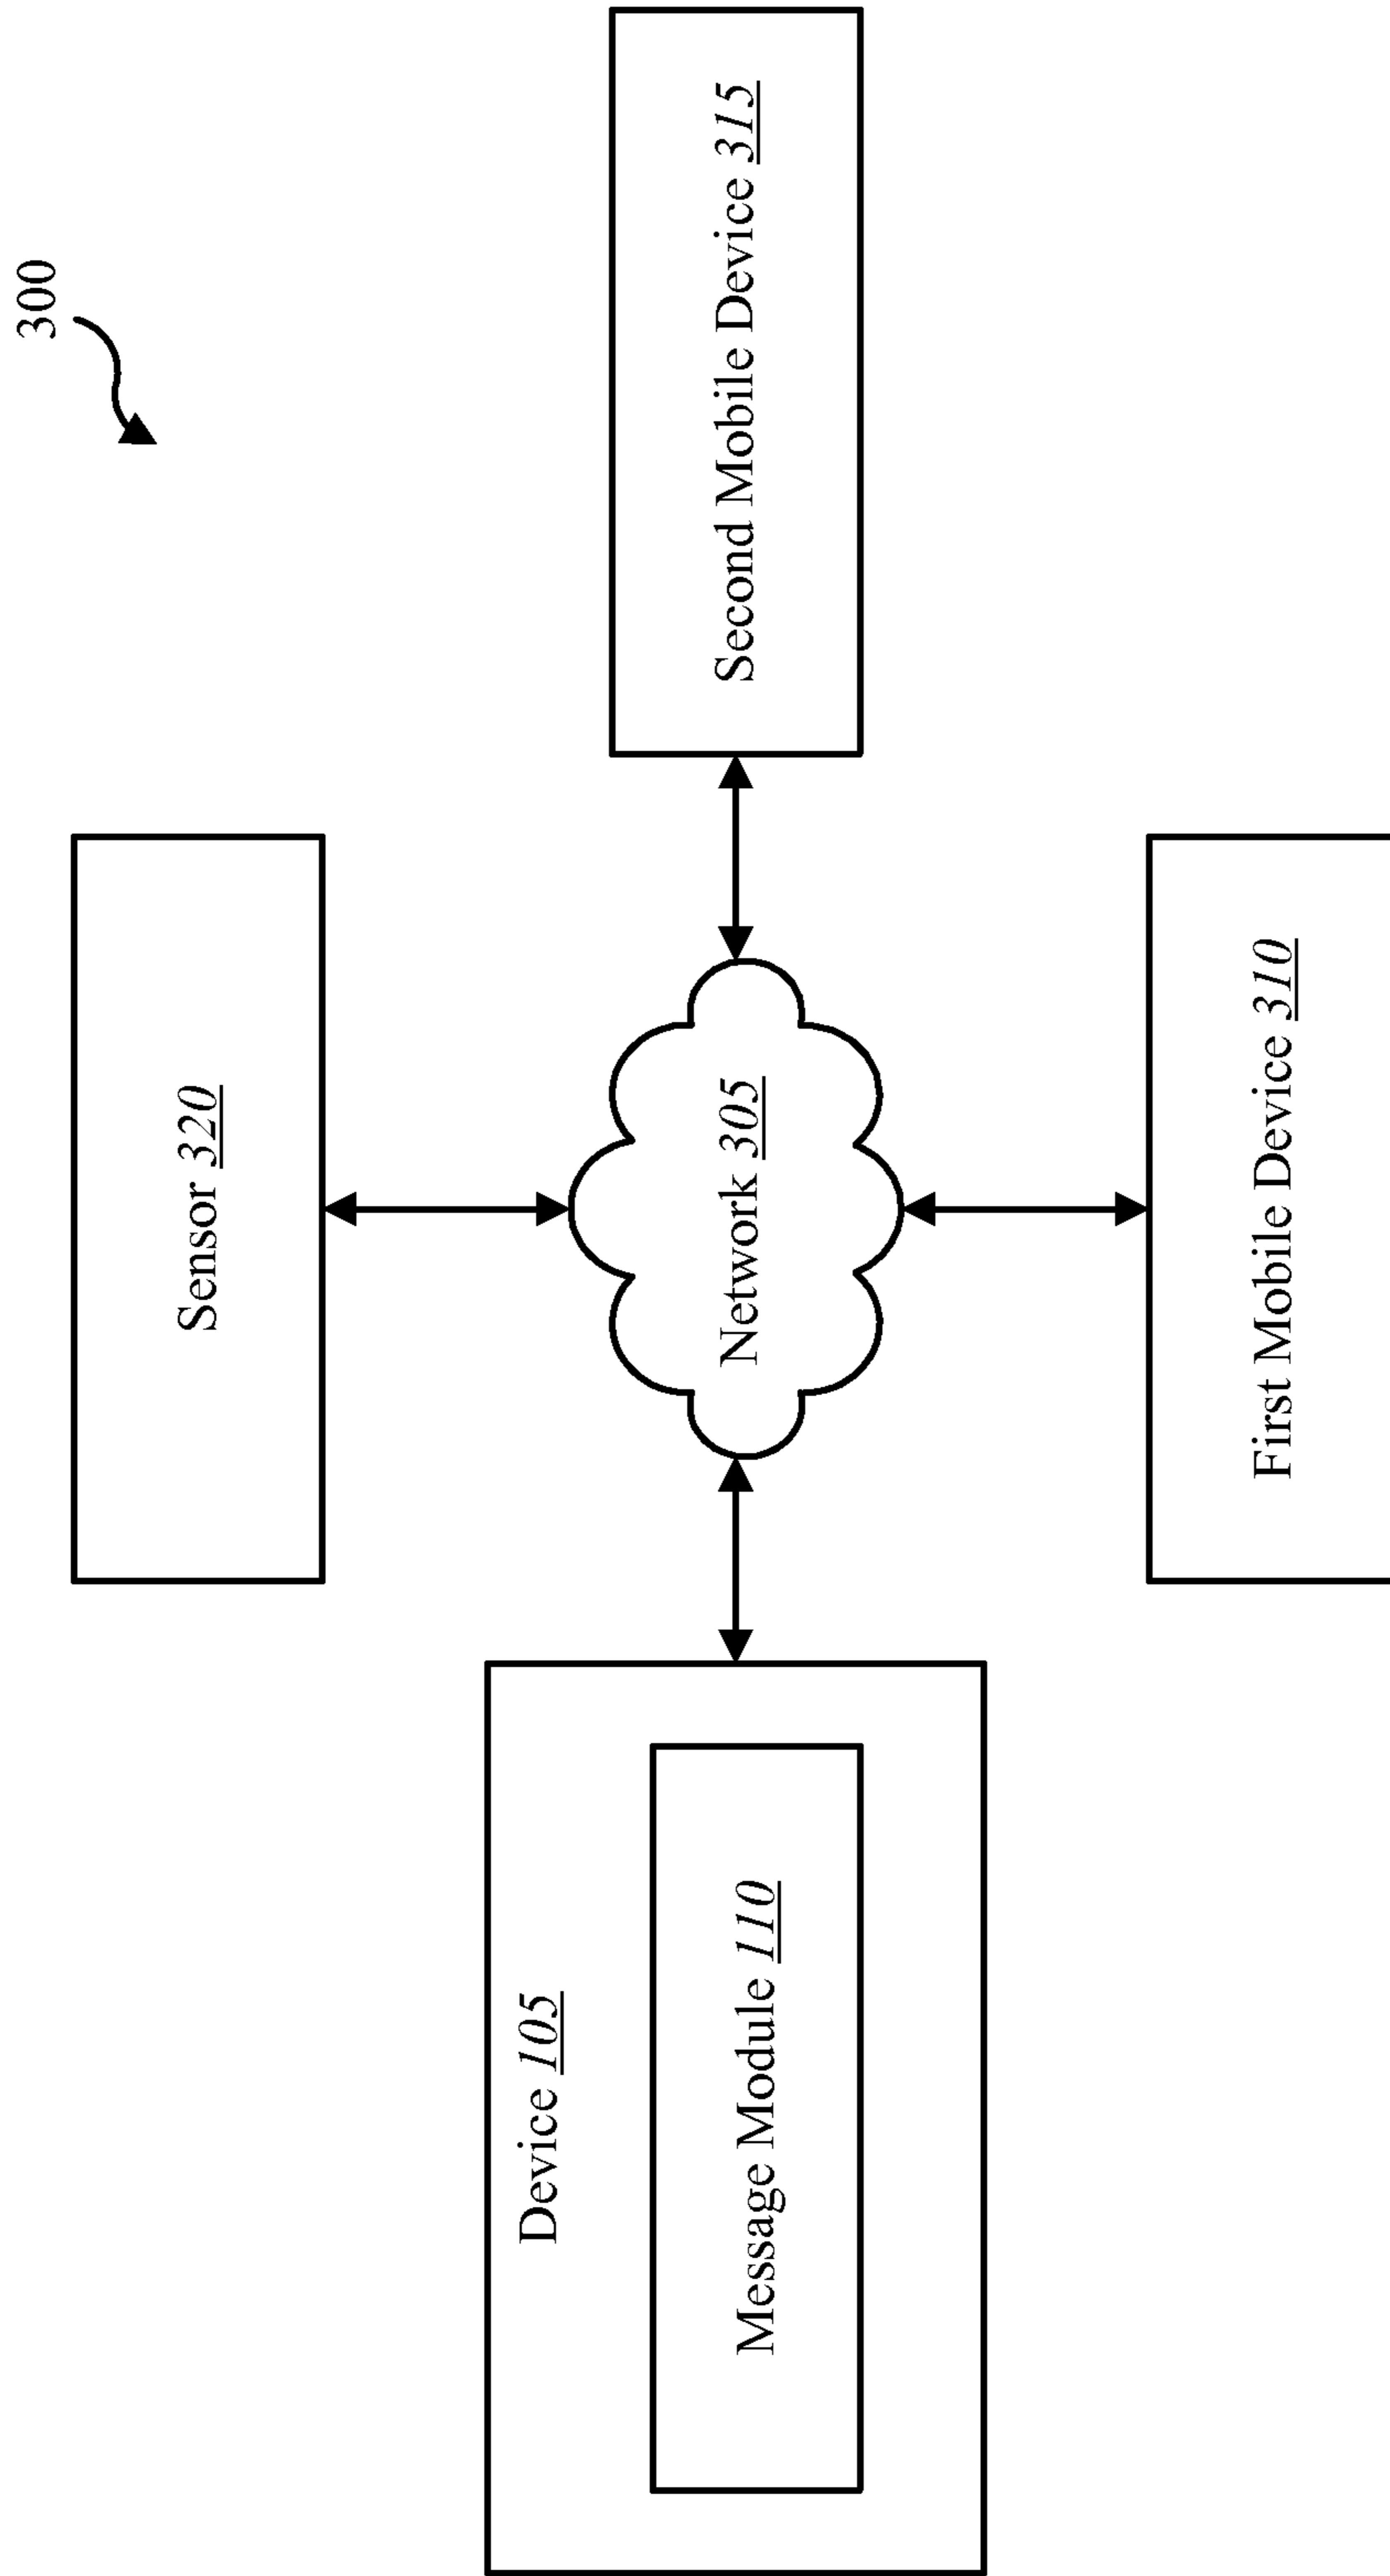 300
Sensor 320
Device 105
Message Module 110
Network 305
Second Mobile Device 315
First Mobile Device 310